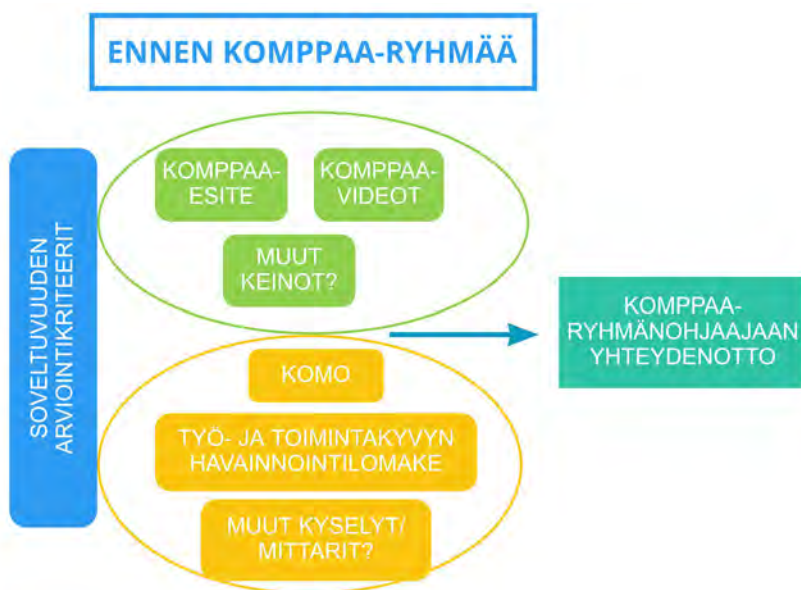 ENNEN KOMPPAA-RYHMÄÄ
SOVELTUVUUDEN
ARVIOINTIKRITEERIT
KOMPPAA-
ESITE
KOMPPAA-
VIDEOT
MUUT
KEINOT?
KOMO
TYÖ- JA TOIMINTAKYVYN
HAVAINNOINTILOMAKE
MUUT KYSELYT/
MITTARIT?
KOMPPAA-
RYHMÄNOHJAAJAAN
YHTEYDENOTTO